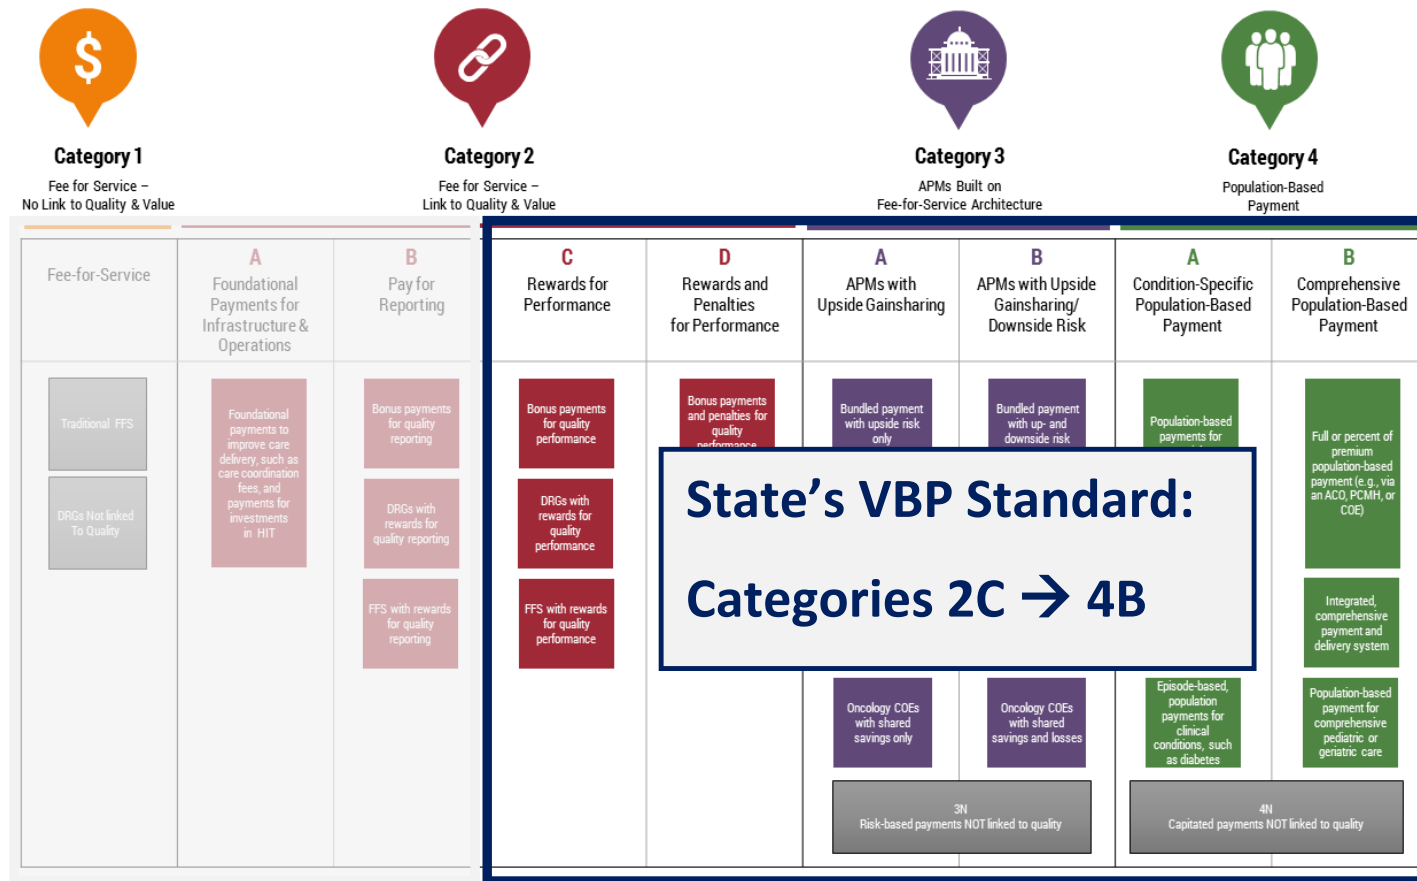 $
Category 1
Fee for Service –
No Link to Quality & Value
Category 2
Fee for Service –
Link to Quality & Value
Category 3
APMs Built on
Fee-for-Service Architecture
Category 4
Population-Based
Payment
Fee-for-Service
A
Foundational
Payments for
Infrastructure &
Operations
B
Pay for
Reporting
C
Rewards for
Performance
D
Rewards and
Penalties
for Performance
A
APMs with
Upside Gainsharing
B
APMs with Upside
Gainsharing/
Downside Risk
A
Condition-Specific
Population-Based
Payment
B
Comprehensive
Population-Based
Payment
Traditional FFS
DRGs Not linked
To Quality
Foundational
payments to
improve care
delivery, such as
care coordination
fees, and
payments for
investments
in HIT
Bonus payments
for quality
reporting
DRGs with
rewards for
quality reporting
FFS with rewards
for quality
reporting
Bonus payments
for quality
performance
DRGs with
rewards for
quality
performance
FFS with rewards
for quality
performance
Bonus payments
and penalties for
quality
performance
Bundled payment
with upside risk
only
Oncology COEs
with shared
savings only
Bundled payment
with up- and
downside risk
Oncology COEs
with shared
savings and losses
3N
Risk-based payments NOT linked to quality
Population-based
payments for
Episode-based,
population
payments for
clinical
conditions, such
as diabetes
Full or percent of
premium
population-based
payment (e.g., via
an ACO, PCMH, or
COE)
Integrated,
comprehensive
payment and
delivery system
Population-based
payment for
comprehensive
pediatric or
geriatric care
4N
Capitated payments NOT linked to quality
State's VBP Standard:
Categories 2C → 4B